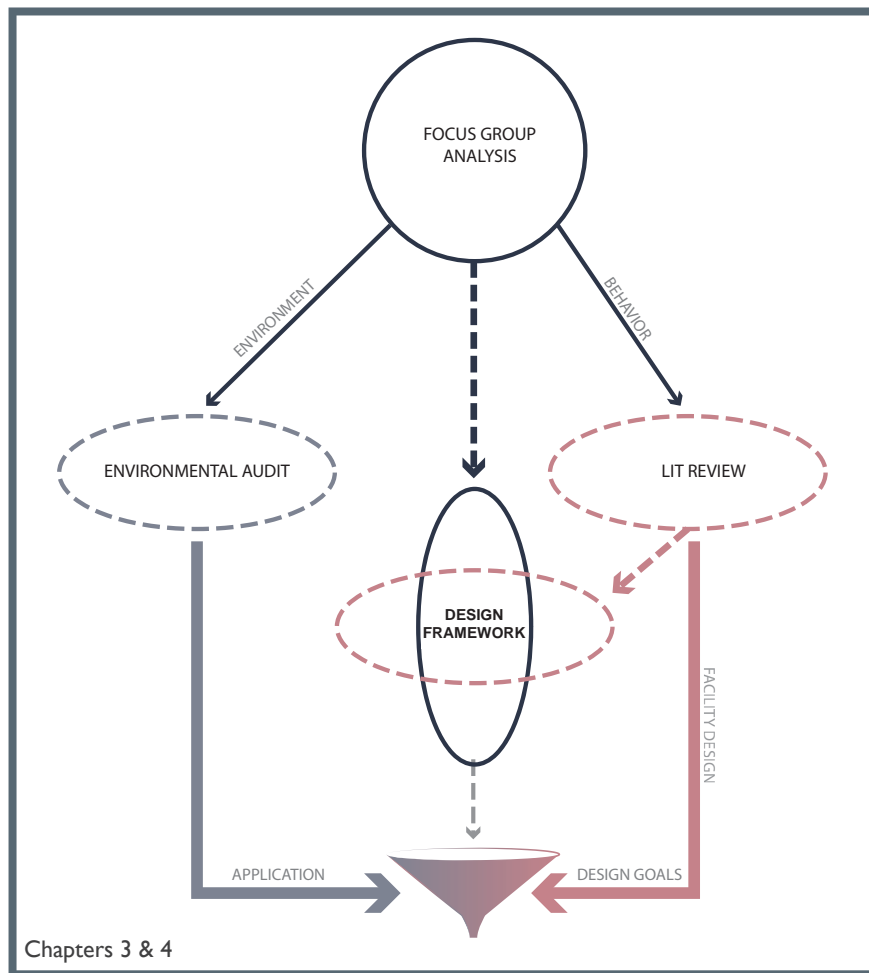 FOCUS GROUP
ANALYSIS
ENVIRONMENT
BEHAVIOR
ENVIRONMENTAL AUDIT
LIT REVIEW
DESIGN
FRAMEWORK
FACILITY DESIGN
APPLICATION
DESIGN GOALS
Chapters 3 & 4